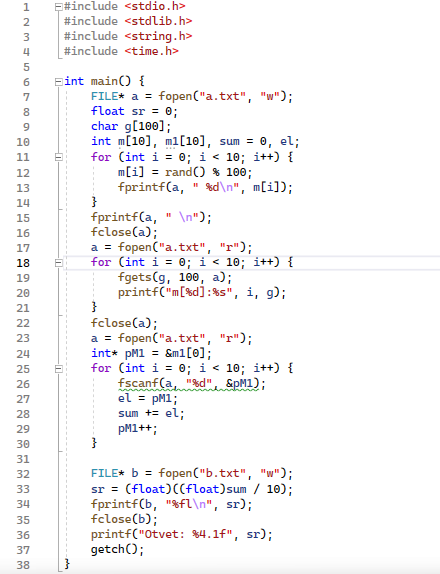 1 #include <stdio.h>
2 #include <stdlib.h>
3 #include <string.h>
4 #include <time.h>
5
6 int main() {
7 FILE* a = fopen("a.txt", "w");
8 float sr = 0;
9 char g[100];
10 int m[10], m1[10], sum = 0, el;
11 for (int i = 0; i < 10; i++) {
12 m[i] = rand() % 100;
13 fprintf(a, " %d\n", m[i]);
14 }
15 fprintf(a, " \n");
16 fclose(a);
17 a = fopen("a.txt", "r");
18 for (int i = 0; i < 10; i++) {
19 fgets(g, 100, a);
20 printf("m[%d]:%s", i, g);
21 }
22 fclose(a);
23 a = fopen("a.txt", "r");
24 int* pM1 = &m1[0];
25 for (int i = 0; i < 10; i++) {
26 fscanf(a, "%d", &pM1);
27 el = pM1;
28 sum += el;
29 pM1++;
30 }
31
32 FILE* b = fopen("b.txt", "w");
33 sr = (float)((float)sum / 10);
34 fprintf(b, "%fl\n", sr);
35 fclose(b);
36 printf("Otvet: %4.1f", sr);
37 getch();
38 }